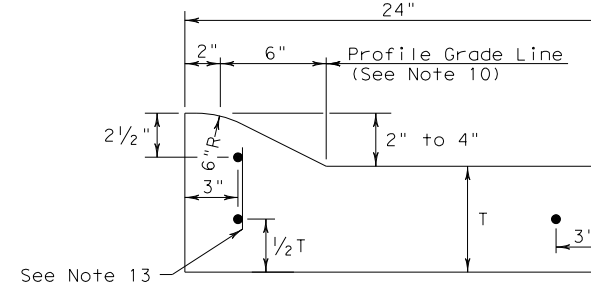 24"
2"
6"
Profile Grade Line
(See Note 10)
2½"
6"R
2" to 4"
3"
T
½T
3"
See Note 13